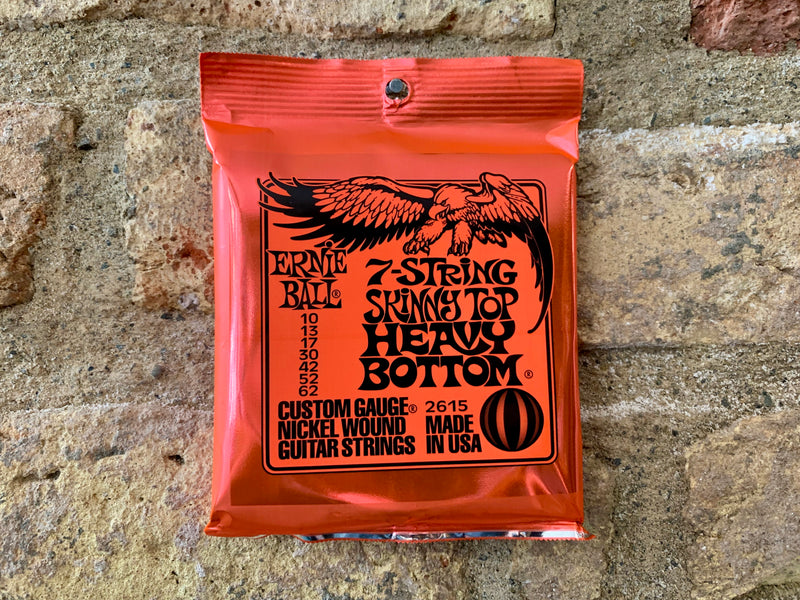 ERNIE
BALL®
10
13
17
30
42
52
62
7-STRING
SKINNY TOP
HEAVY
BOTTOM®
CUSTOM GAUGE®
NICKEL WOUND
GUITAR STRINGS
2615
MADE
IN USA